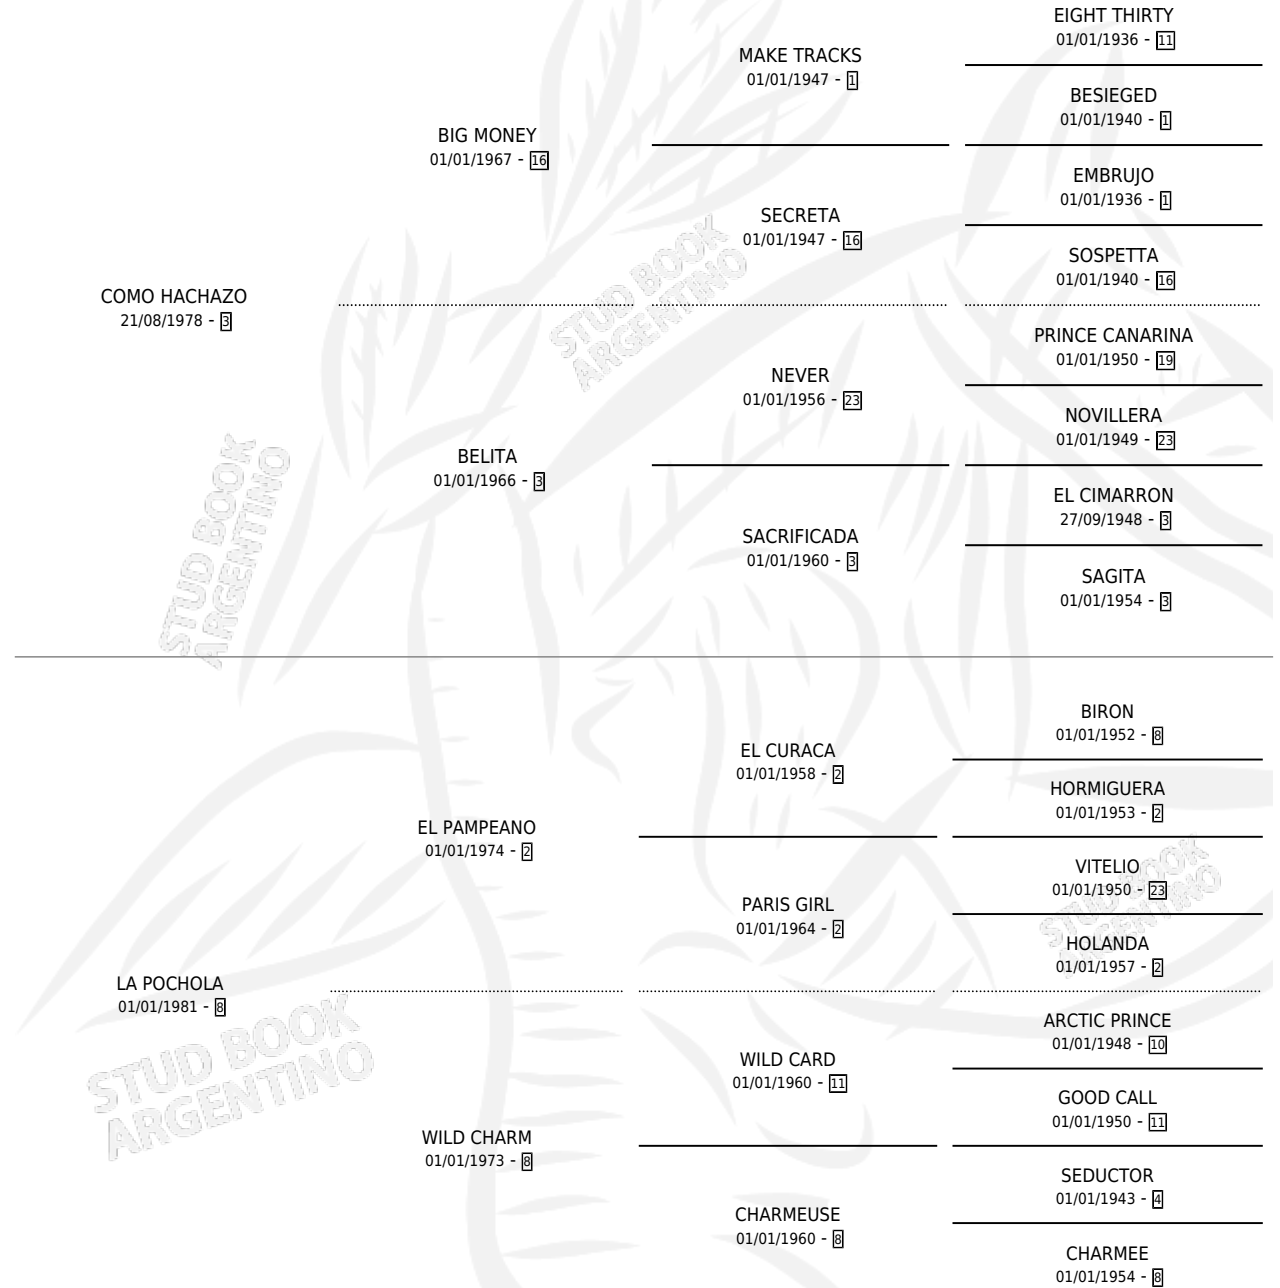 EIGHT THIRTY
01/01/1936 - 11
MAKE TRACKS
01/01/1947 - 1
BESIEGED
01/01/1940 - 1
BIG MONEY
01/01/1967 - 16
EMBRUJO
01/01/1936 - 1
SECRETA
01/01/1947 - 16
SOSPETTA
01/01/1940 - 16
COMO HACHAZO
21/08/1978 - 3
PRINCE CANARINA
01/01/1950 - 19
NEVER
01/01/1956 - 23
NOVILLERA
01/01/1949 - 23
BELITA
01/01/1966 - 3
EL CIMARRON
27/09/1948 - 3
SACRIFICADA
01/01/1960 - 3
SAGITA
01/01/1954 - 3
BIRON
01/01/1952 - 8
EL CURACA
01/01/1958 - 2
HORMIGUERA
01/01/1953 - 2
EL PAMPEANO
01/01/1974 - 2
VITELIO
01/01/1950 - 23
PARIS GIRL
01/01/1964 - 2
HOLANDA
01/01/1957 - 2
LA POCHOLA
01/01/1981 - 8
ARCTIC PRINCE
01/01/1948 - 10
WILD CARD
01/01/1960 - 11
GOOD CALL
01/01/1950 - 11
WILD CHARM
01/01/1973 - 8
SEDUCTOR
01/01/1943 - 4
CHARMEUSE
01/01/1960 - 8
CHARMEE
01/01/1954 - 8
STUD BOOK
ARGENTINO
STUD BOOK
ARGENTINO
STUD BOOK
ARGENTINO
STUD BOOK
ARGENTINO